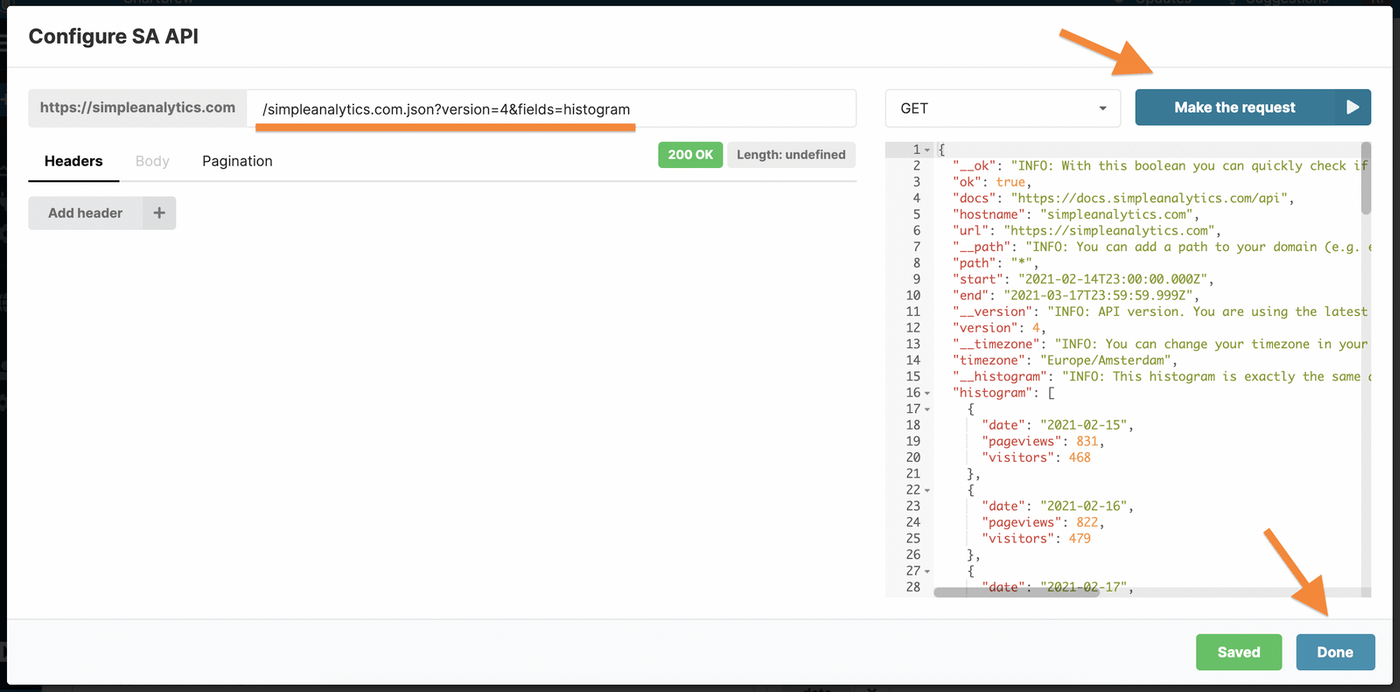 Configure SA API
https://simpleanalytics.com /simpleanalytics.com.json?version=4&fields=histogram GET Make the request
Headers Body Pagination 200 OK Length: undefined
Add header +
1 {
2 "__ok": "INFO: With this boolean you can quickly check if
3 "ok": true,
4 "docs": "https://docs.simpleanalytics.com/api",
5 "hostname": "simpleanalytics.com",
6 "url": "https://simpleanalytics.com",
7 "__path": "INFO: You can add a path to your domain (e.g.
8 "path": "*",
9 "start": "2021-02-14T23:00:00.000Z",
10 "end": "2021-03-17T23:59:59.999Z",
11 "__version": "INFO: API version. You are using the latest
12 "version": 4,
13 "__timezone": "INFO: You can change your timezone in your
14 "timezone": "Europe/Amsterdam",
15 "__histogram": "INFO: This histogram is exactly the same
16 "histogram": [
17 {
18 "date": "2021-02-15",
19 "pageviews": 831,
20 "visitors": 468
21 },
22 {
23 "date": "2021-02-16",
24 "pageviews": 822,
25 "visitors": 479
26 },
27 {
28 "date": "2021-02-17",
Saved Done